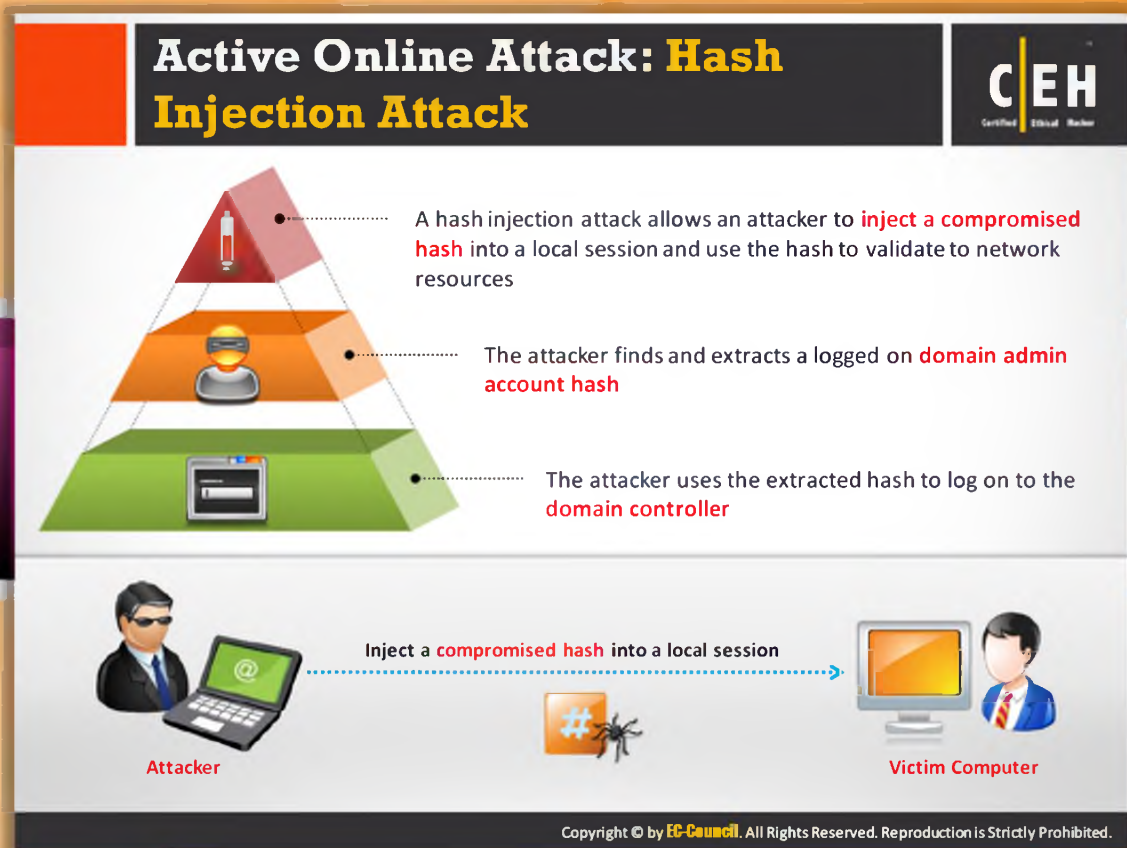 Active Online Attack: Hash
Injection Attack
C|EH
Certified Ethical Hacker
A hash injection attack allows an attacker to inject a compromised
hash into a local session and use the hash to validate to network
resources
The attacker finds and extracts a logged on domain admin
account hash
The attacker uses the extracted hash to log on to the
domain controller
Inject a compromised hash into a local session
@
#
Attacker
Victim Computer
Copyright © by EC-Council. All Rights Reserved. Reproduction is Strictly Prohibited.